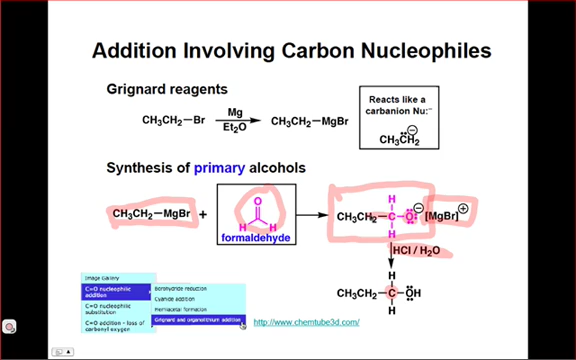 Addition Involving Carbon Nucleophiles
Grignard reagents
CH3CH2—Br
Mg
Et2O
CH3CH2—MgBr
Reacts like a
carbanion Nu:⁻
CH3C̈H2 ⊖
Synthesis of primary alcohols
CH3CH2—MgBr
+
O
H H
formaldehyde
H
CH3CH2—C—O ⊖ [MgBr] ⊕
H
HCl / H2O
H
CH3CH2—C—OH
H
Image Gallery
C=O nucleophilic
addition
C=O nucleophilic
substitution
C=O addition - loss of
carbonyl oxygen
Borohydride reduction
Cyanide addition
Hemiacetal formation
Grignard and organolithium addition
http://www.chemtube3d.com/